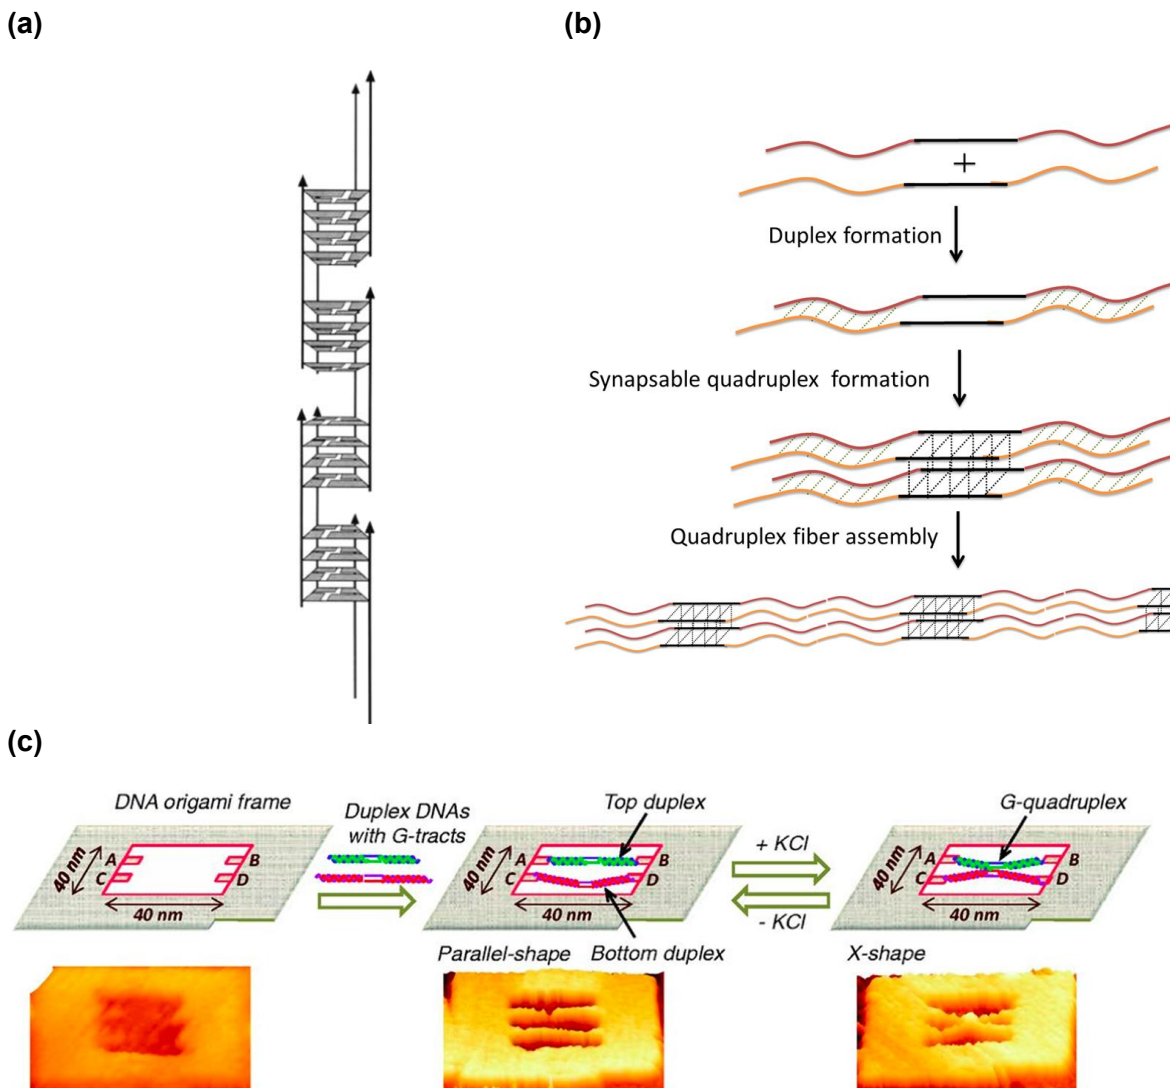 (a)
(b)
+
Duplex formation
Synapsable quadruplex formation
Quadruplex fiber assembly
(c)
DNA origami frame
Duplex DNAs
with G-tracts
Top duplex
G-quadruplex
A
B
C
D
40 nm
40 nm
A
B
C
D
40 nm
40 nm
+ KCl
- KCl
A
B
C
D
40 nm
40 nm
Parallel-shape
Bottom duplex
X-shape